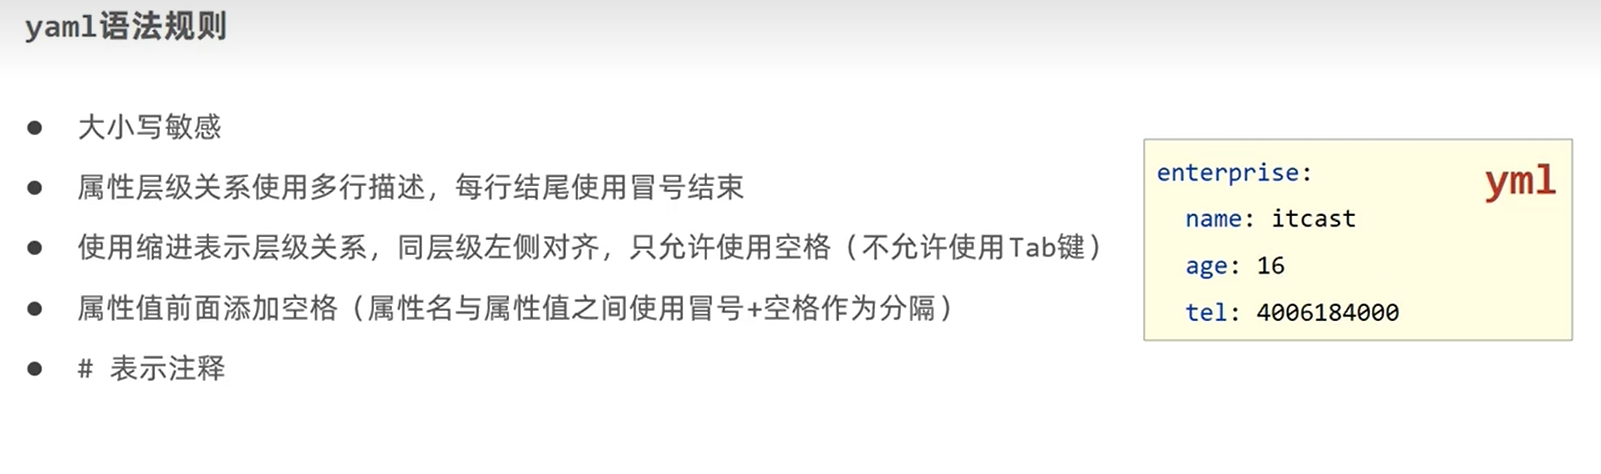 yaml语法规则
● 大小写敏感
● 属性层级关系使用多行描述，每行结尾使用冒号结束
● 使用缩进表示层级关系，同层级左侧对齐，只允许使用空格（不允许使用Tab键）
● 属性值前面添加空格（属性名与属性值之间使用冒号+空格作为分隔）
● # 表示注释
enterprise:
yml
name: itcast
age: 16
tel: 4006184000